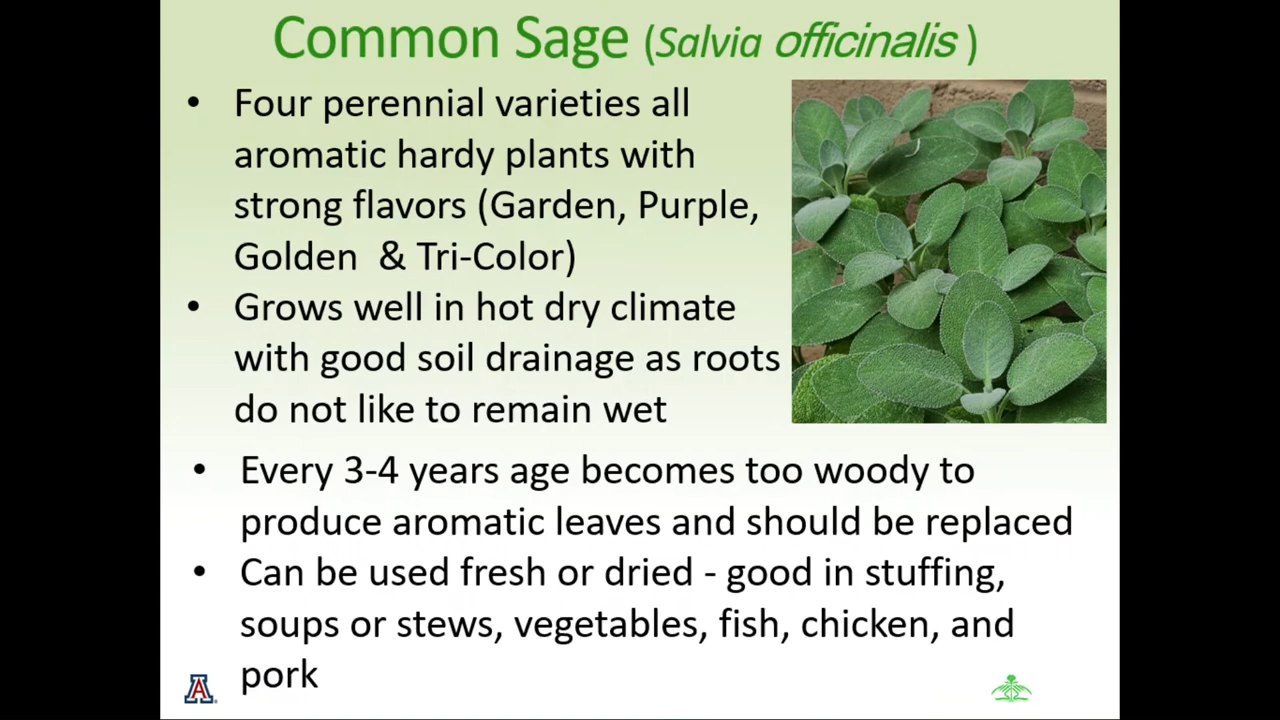 Common Sage (Salvia officinalis )
• Four perennial varieties all
aromatic hardy plants with
strong flavors (Garden, Purple,
Golden  & Tri-Color)
• Grows well in hot dry climate
with good soil drainage as roots
do not like to remain wet
• Every 3-4 years age becomes too woody to
produce aromatic leaves and should be replaced
• Can be used fresh or dried - good in stuffing,
soups or stews, vegetables, fish, chicken, and
pork
A